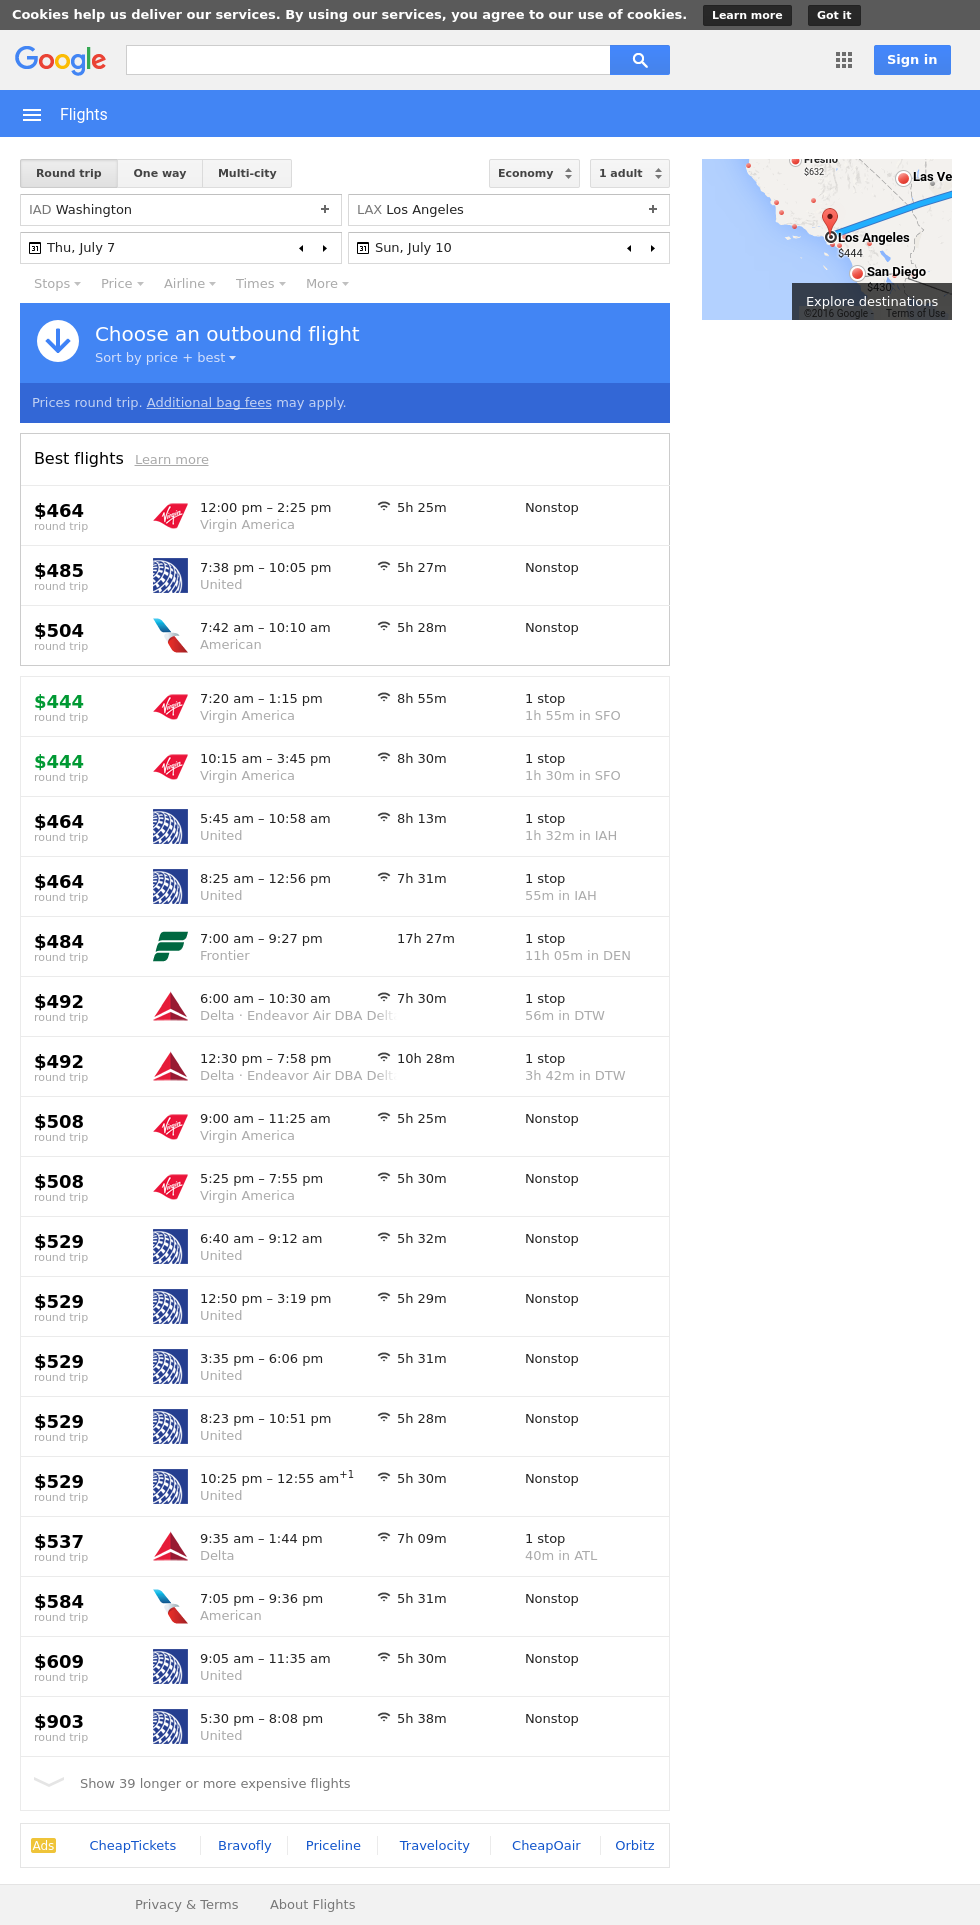 Cookies help us deliver our services. By using our services, you agree to our use of cookies. Learn more Got it
Google Sign in
Flights
Round trip One way Multi-city Economy 1 adult
IAD Washington + LAX Los Angeles +
31 Thu, July 7 31 Sun, July 10
Stops Price Airline Times More
Fresno
$632
Las Ve
Los Angeles
$444
San Diego
$430
Explore destinations
©2016 Google - Terms of Use
Choose an outbound flight
Sort by price + best
Prices round trip. Additional bag fees may apply.
Best flights Learn more
$464 12:00 pm – 2:25 pm 5h 25m Nonstop
round trip Virgin America
$485 7:38 pm – 10:05 pm 5h 27m Nonstop
round trip United
$504 7:42 am – 10:10 am 5h 28m Nonstop
round trip American
$444 7:20 am – 1:15 pm 8h 55m 1 stop
round trip Virgin America 1h 55m in SFO
$444 10:15 am – 3:45 pm 8h 30m 1 stop
round trip Virgin America 1h 30m in SFO
$464 5:45 am – 10:58 am 8h 13m 1 stop
round trip United 1h 32m in IAH
$464 8:25 am – 12:56 pm 7h 31m 1 stop
round trip United 55m in IAH
$484 7:00 am – 9:27 pm 17h 27m 1 stop
round trip Frontier 11h 05m in DEN
$492 6:00 am – 10:30 am 7h 30m 1 stop
round trip Delta · Endeavor Air DBA Delt 56m in DTW
$492 12:30 pm – 7:58 pm 10h 28m 1 stop
round trip Delta · Endeavor Air DBA Delt 3h 42m in DTW
$508 9:00 am – 11:25 am 5h 25m Nonstop
round trip Virgin America
$508 5:25 pm – 7:55 pm 5h 30m Nonstop
round trip Virgin America
$529 6:40 am – 9:12 am 5h 32m Nonstop
round trip United
$529 12:50 pm – 3:19 pm 5h 29m Nonstop
round trip United
$529 3:35 pm – 6:06 pm 5h 31m Nonstop
round trip United
$529 8:23 pm – 10:51 pm 5h 28m Nonstop
round trip United
$529 10:25 pm – 12:55 am+1 5h 30m Nonstop
round trip United
$537 9:35 am – 1:44 pm 7h 09m 1 stop
round trip Delta 40m in ATL
$584 7:05 pm – 9:36 pm 5h 31m Nonstop
round trip American
$609 9:05 am – 11:35 am 5h 30m Nonstop
round trip United
$903 5:30 pm – 8:08 pm 5h 38m Nonstop
round trip United
Show 39 longer or more expensive flights
Ads CheapTickets Bravofly Priceline Travelocity CheapOair Orbitz
Privacy & Terms About Flights